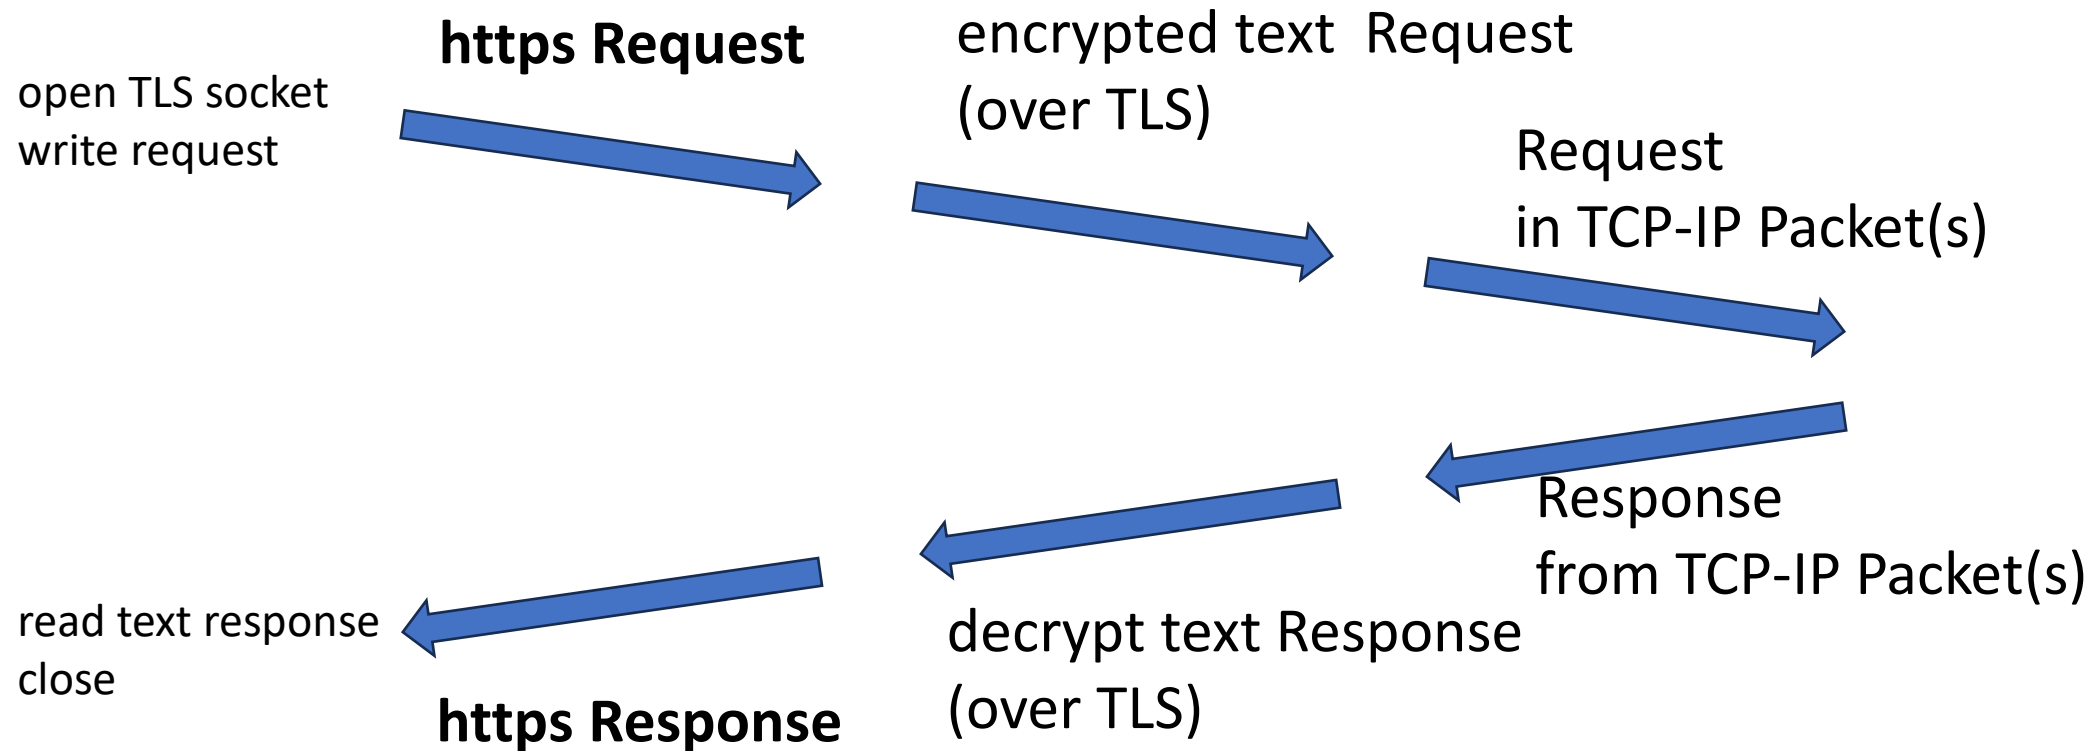 https Request
encrypted text  Request
(over TLS)
open TLS socket
write request
Request
in TCP-IP Packet(s)
Response
from TCP-IP Packet(s)
decrypt text Response
(over TLS)
read text response
close
https Response